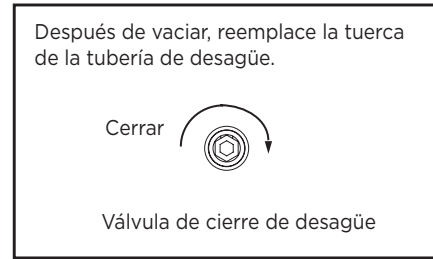 Después de vaciar, reemplace la tuerca
de la tubería de desagüe.
Cerrar
Válvula de cierre de desagüe